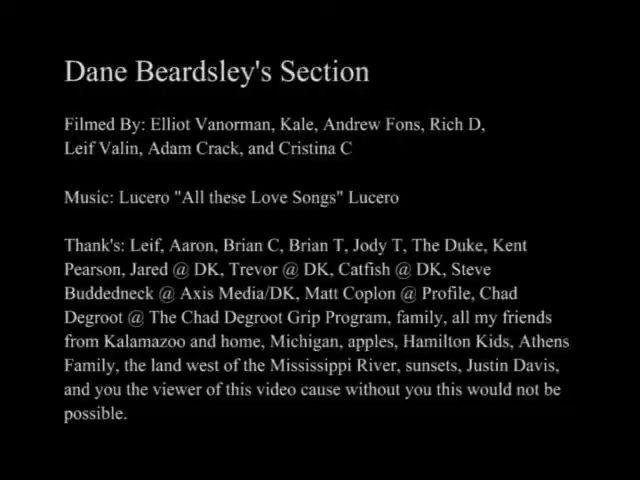 Dane Beardsley's Section
Filmed By: Elliot Vanorman, Kale, Andrew Fons, Rich D,
Leif Valin, Adam Crack, and Cristina C
Music: Lucero "All these Love Songs" Lucero
Thank's: Leif, Aaron, Brian C, Brian T, Jody T, The Duke, Kent
Pearson, Jared @ DK, Trevor @ DK, Catfish @ DK, Steve
Buddedneck @ Axis Media/DK, Matt Coplon @ Profile, Chad
Degroot @ The Chad Degroot Grip Program, family, all my friends
from Kalamazoo and home, Michigan, apples, Hamilton Kids, Athens
Family, the land west of the Mississippi River, sunsets, Justin Davis,
and you the viewer of this video cause without you this would not be
possible.